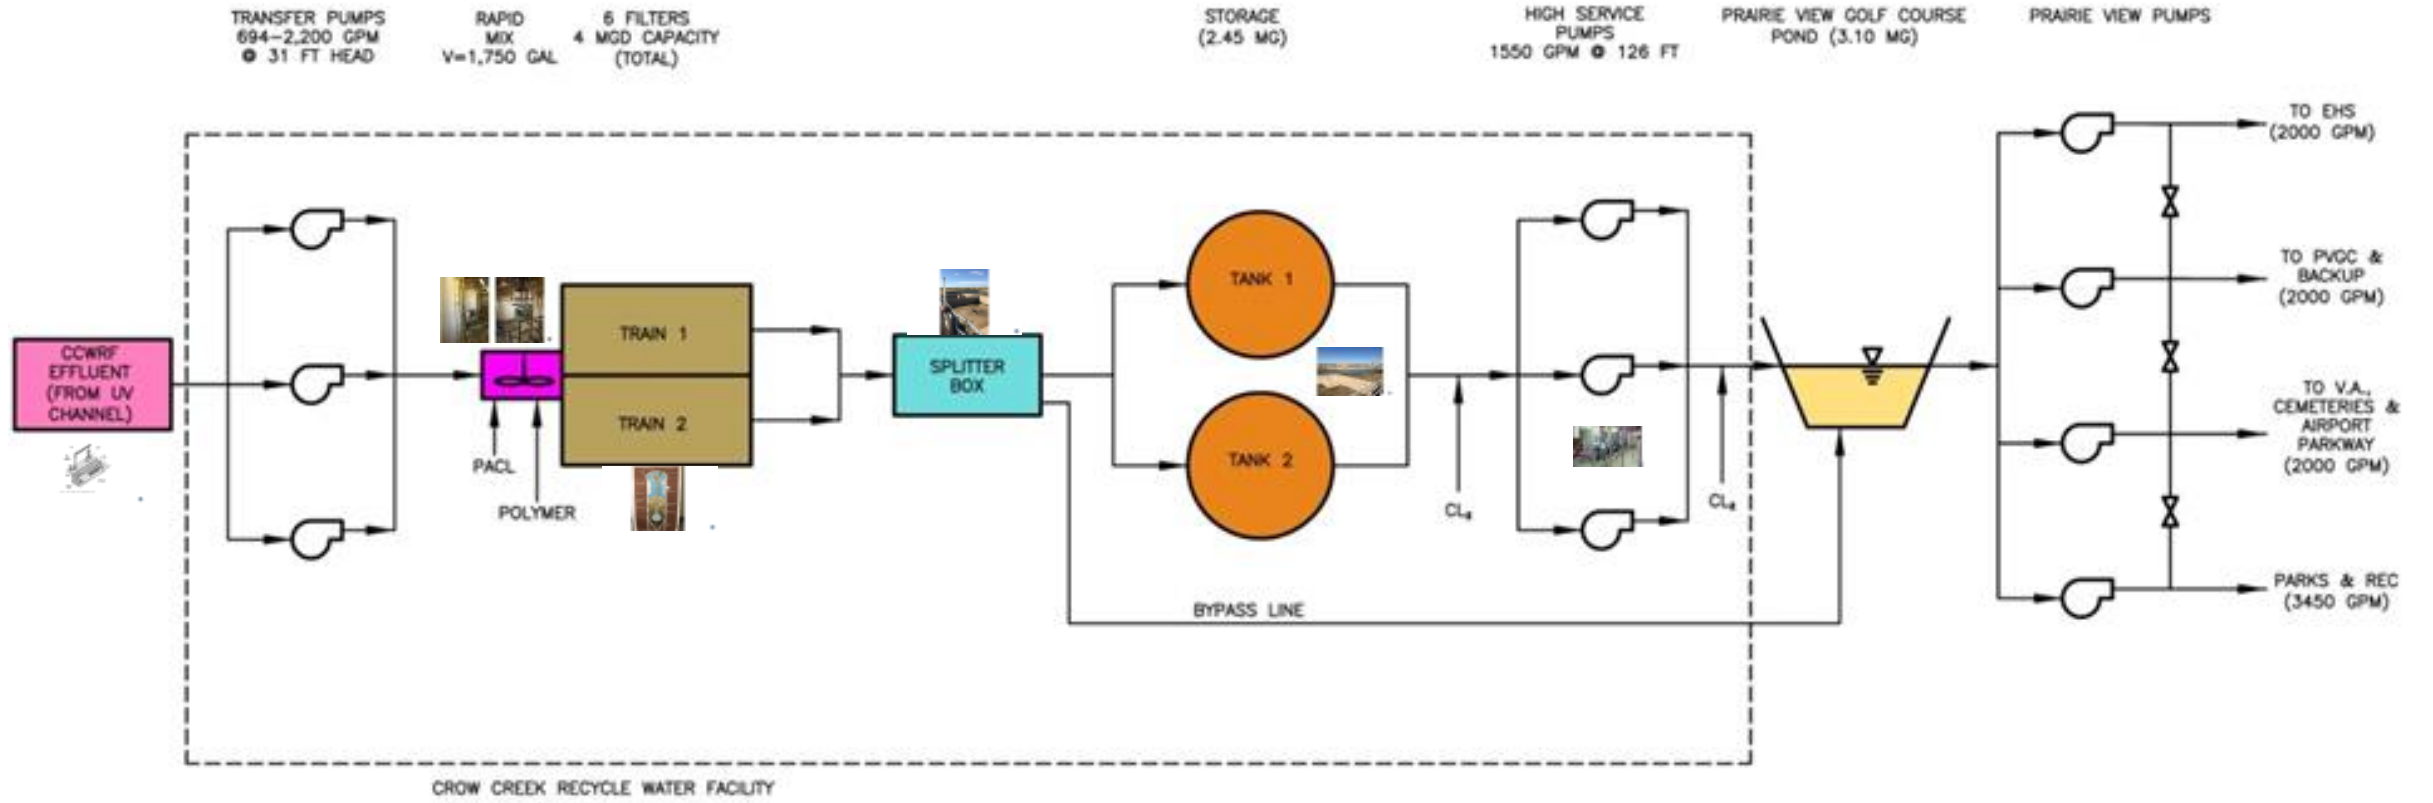 TRANSFER PUMPS
694-2,200 GPM
@ 31 FT HEAD
RAPID
MIX
V=1,750 GAL
6 FILTERS
4 MGD CAPACITY
(TOTAL)
STORAGE
(2.45 MG)
HIGH SERVICE
PUMPS
1550 GPM @ 126 FT
PRAIRIE VIEW GOLF COURSE
POND (3.10 MG)
PRAIRIE VIEW PUMPS
CCWRF
EFFLUENT
(FROM UV
CHANNEL)
PACL
POLYMER
TRAIN 1
TRAIN 2
SPLITTER
BOX
TANK 1
TANK 2
BYPASS LINE
CL₂
CL₂
TO EHS
(2000 GPM)
TO PVGC &
BACKUP
(2000 GPM)
TO V.A.,
CEMETERIES &
AIRPORT
PARKWAY
(2000 GPM)
PARKS & REC
(3450 GPM)
CROW CREEK RECYCLE WATER FACILITY